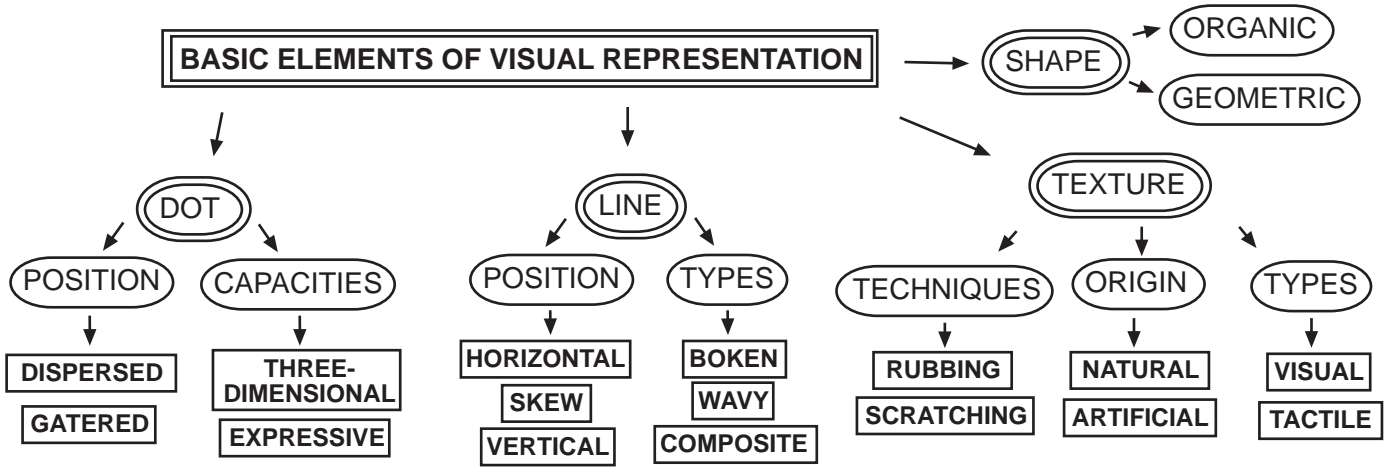 BASIC ELEMENTS OF VISUAL REPRESENTATION
SHAPE
ORGANIC
GEOMETRIC
DOT
LINE
TEXTURE
POSITION
CAPACITIES
POSITION
TYPES
TECHNIQUES
ORIGIN
TYPES
DISPERSED
GATERED
THREE-
DIMENSIONAL
EXPRESSIVE
HORIZONTAL
SKEW
VERTICAL
BOKEN
WAVY
COMPOSITE
RUBBING
SCRATCHING
NATURAL
ARTIFICIAL
VISUAL
TACTILE